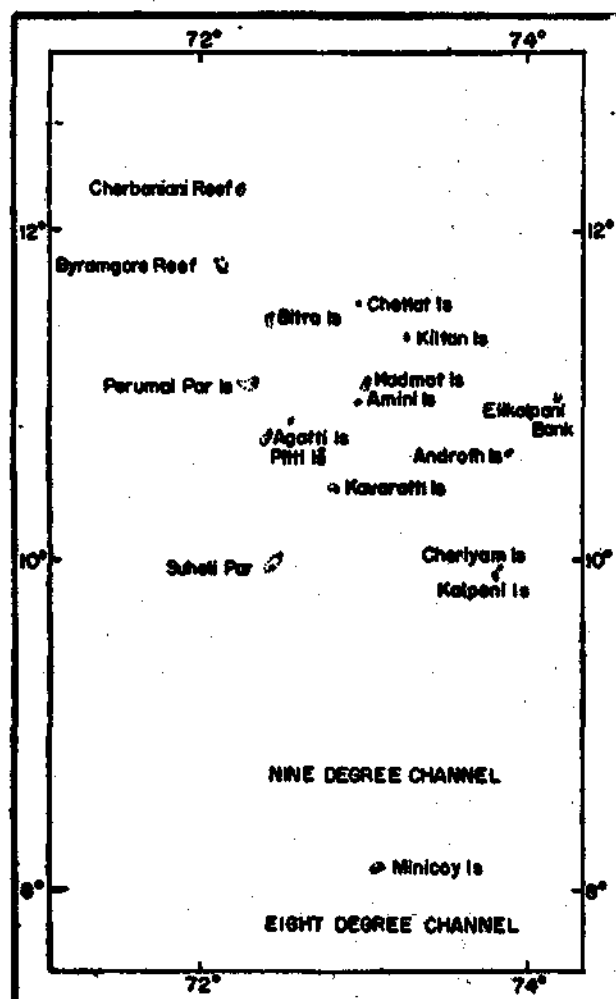 72° 74°
Cherbaniani Reef
12° 12°
Byramgore Reef
Chetlat Is
Bitra Is
Kiltan Is
Perumal Par Is
Kadmat Is
Amini Is
Elikalpani
Bank
Agatti Is
Pitti Is
Androth Is
Kavaratti Is
10° 10°
Cheriyam Is
Suheli Par
Kalpeni Is
NINE DEGREE CHANNEL
Minicoy Is
8° 8°
EIGHT DEGREE CHANNEL
72° 74°